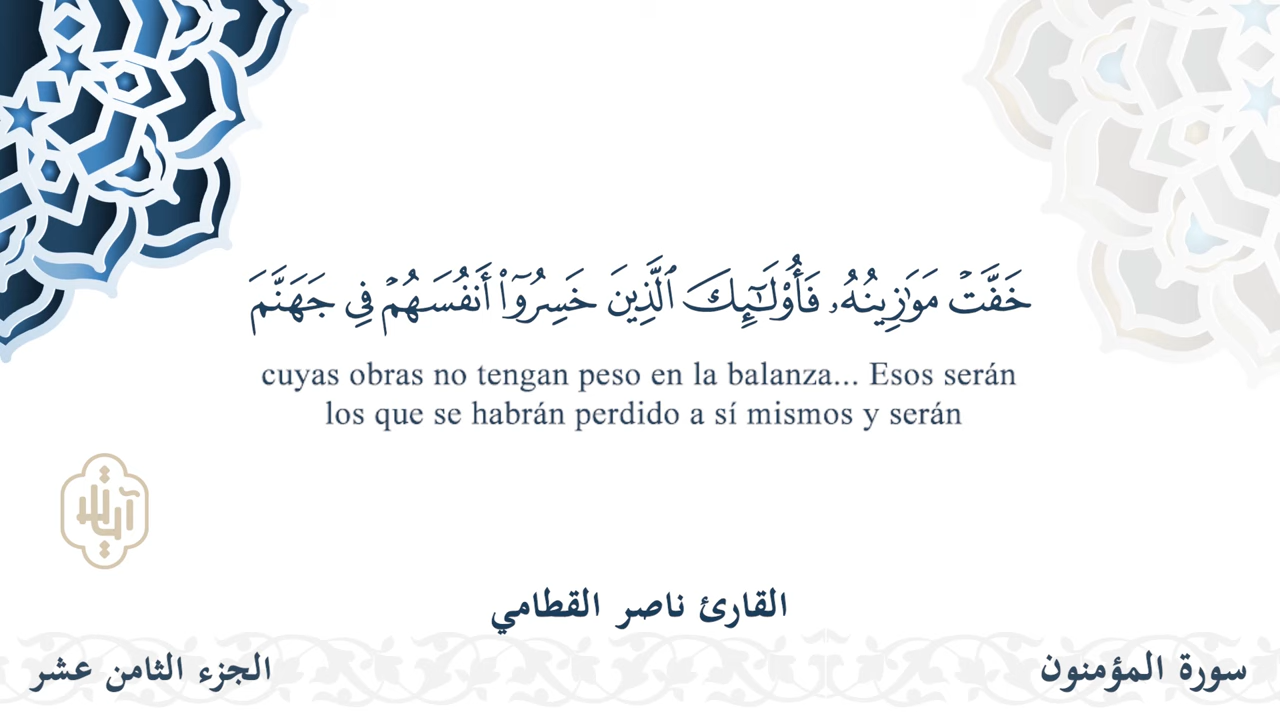 خَفَّتۡ مَوَٰزِينُهُۥ فَأُوْلَٰٓئِكَ ٱلَّذِينَ خَسِرُوٓاْ أَنفُسَهُمۡ فِي جَهَنَّمَ
cuyas obras no tengan peso en la balanza... Esos serán
los que se habrán perdido a sí mismos y serán
القارئ ناصر القطامي
سورة المؤمنون
الجزء الثامن عشر